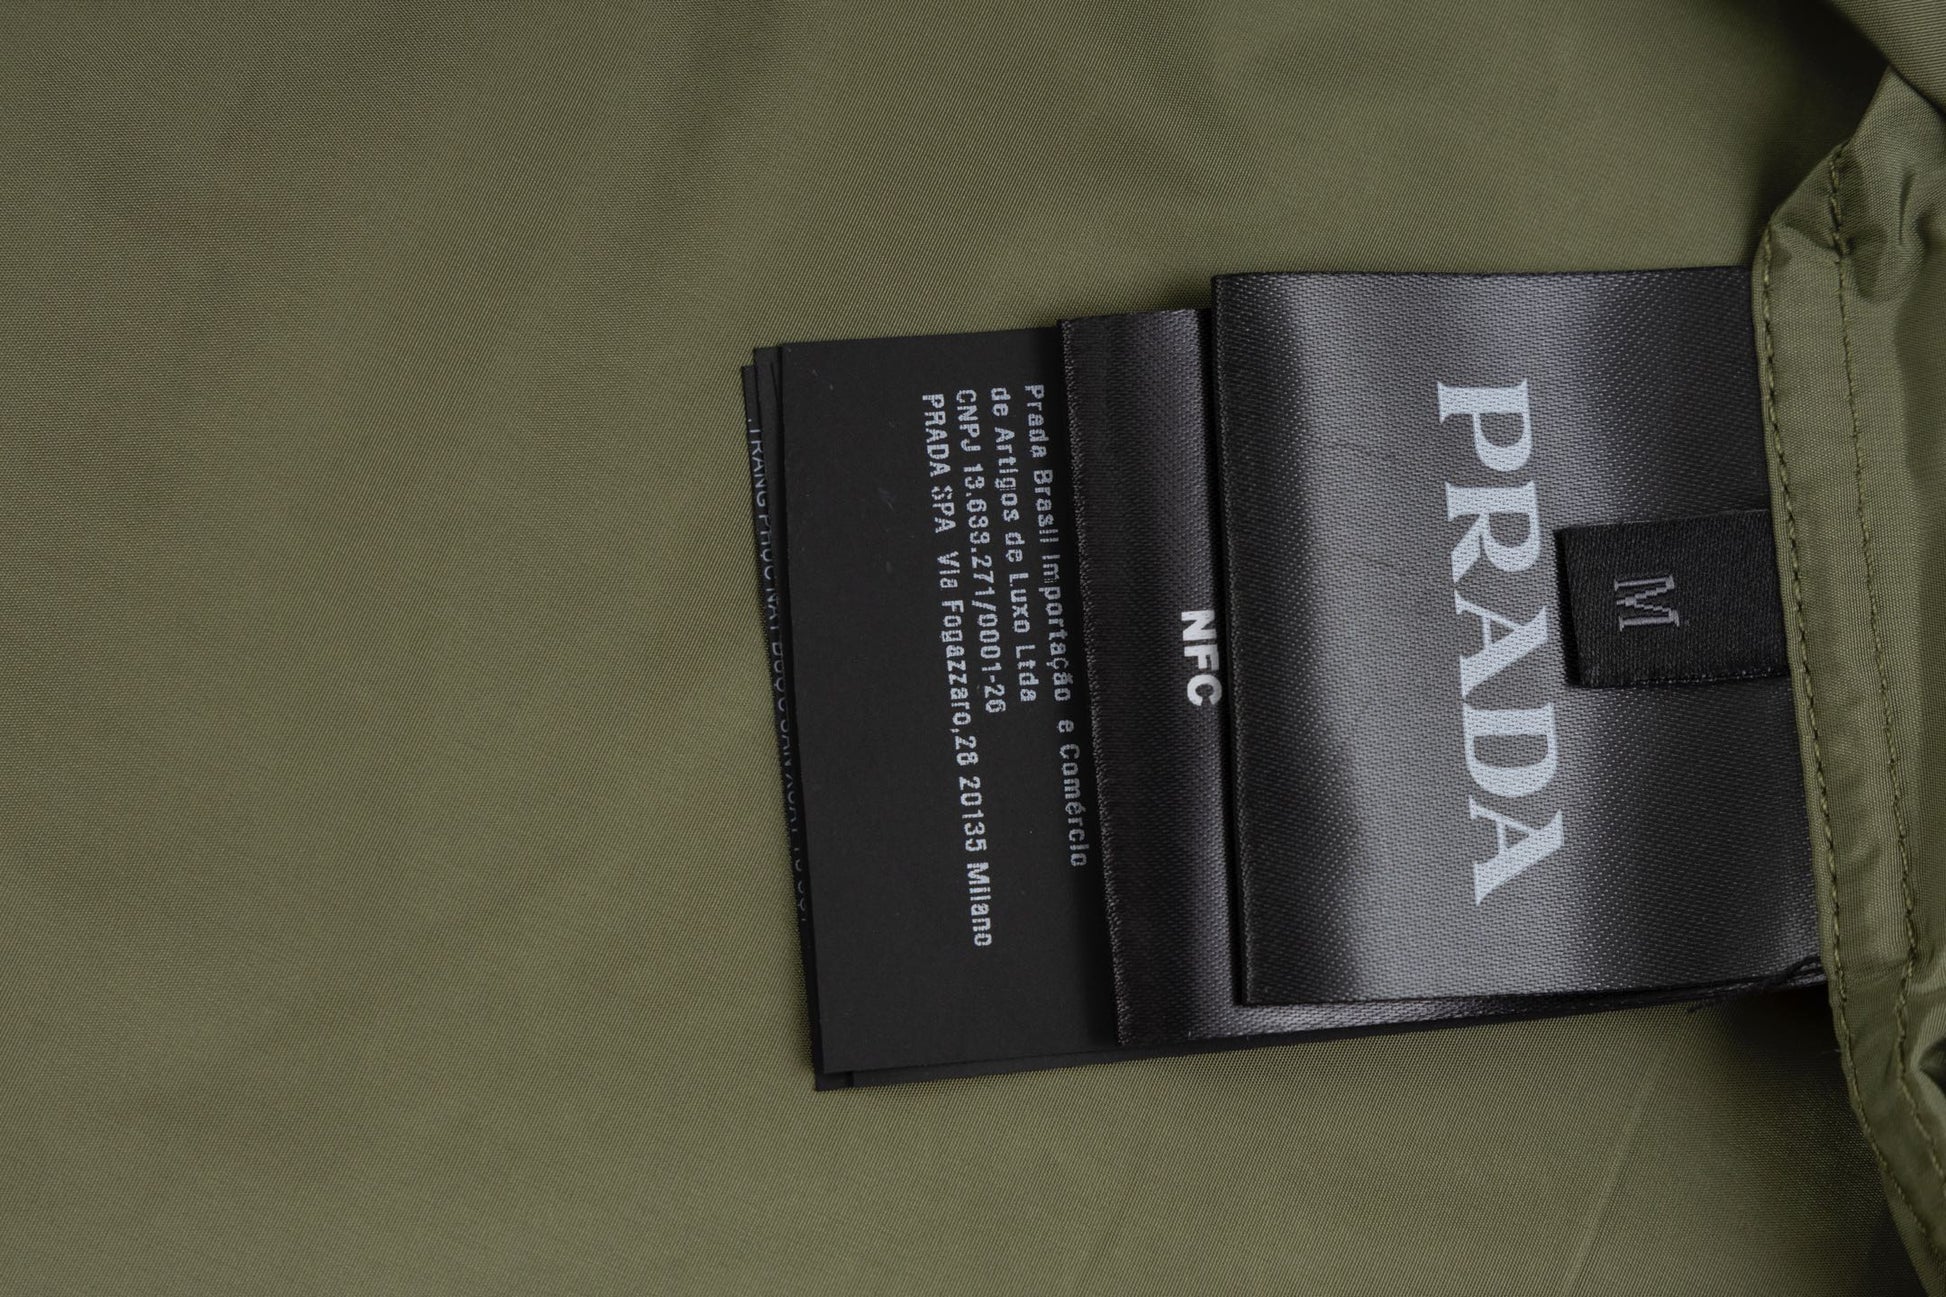 PRADA
M
NFC
Prada Brasil Importação e Comércio
de Artigos de Luxo Ltda
CNPJ 13.699.271/0001-26
PRADA SPA Via Fogazzaro,28 20135 Milano